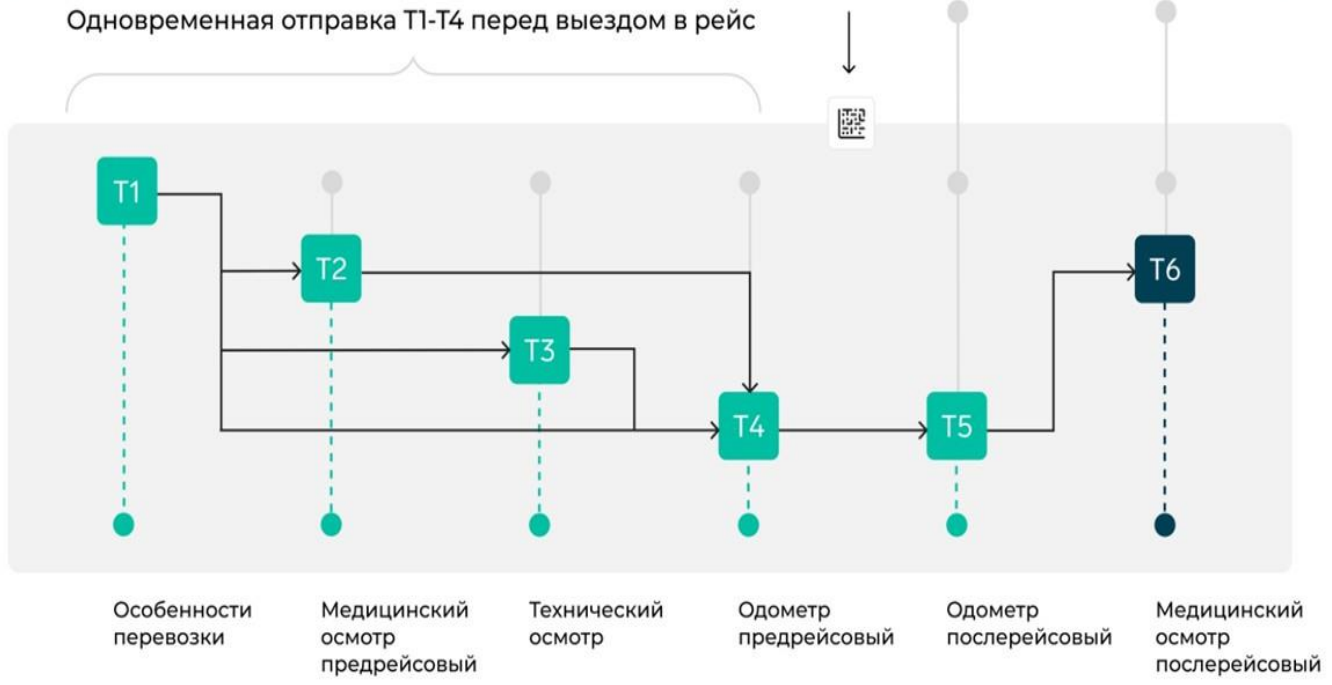 Одновременная отправка Т1-Т4 перед выездом в рейс
Т1
Т2
Т6
Т3
Т4
Т5
Особенности
перевозки
Медицинский
осмотр
предрейсовый
Технический
осмотр
Одометр
предрейсовый
Одометр
послерейсовый
Медицинский
осмотр
послерейсовый